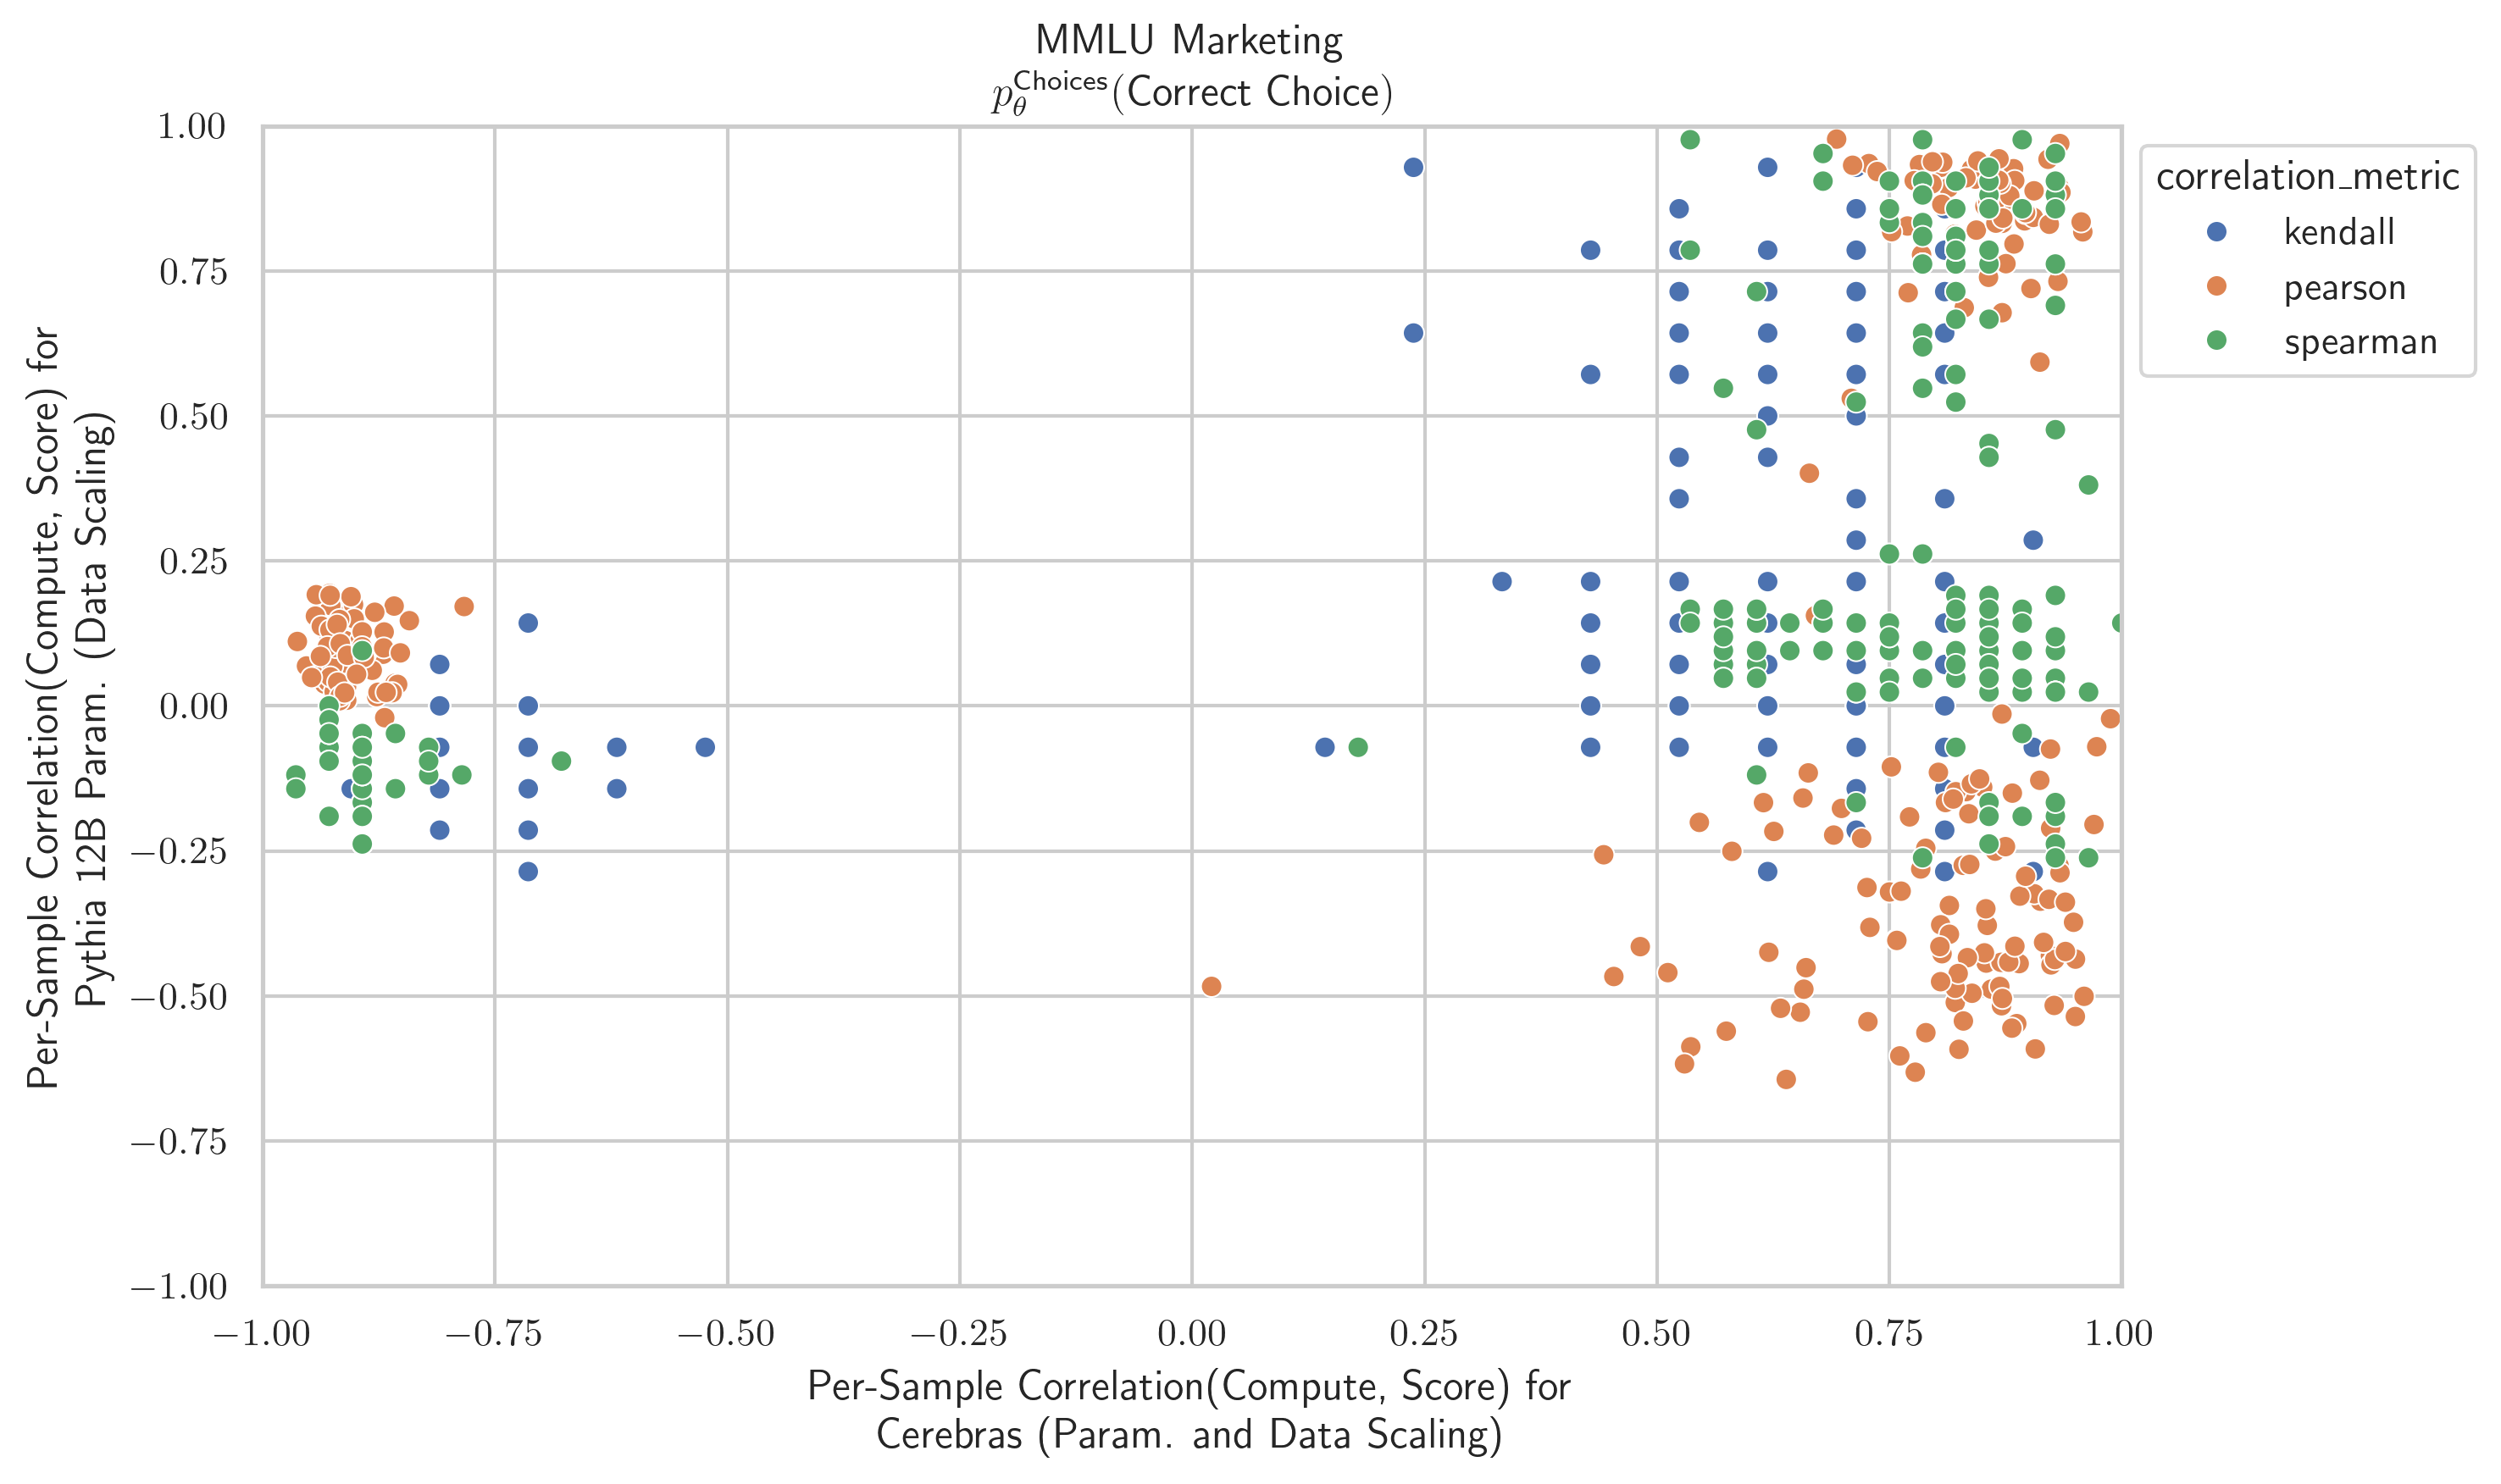 MMLU Marketing
p_θ^Choices(Correct Choice)
1.00
0.75
0.50
0.25
0.00
−0.25
−0.50
−0.75
−1.00
Per-Sample Correlation(Compute, Score) for
Pythia 12B Param. (Data Scaling)
−1.00
−0.75
−0.50
−0.25
0.00
0.25
0.50
0.75
1.00
Per-Sample Correlation(Compute, Score) for
Cerebras (Param. and Data Scaling)
correlation_metric
kendall
pearson
spearman